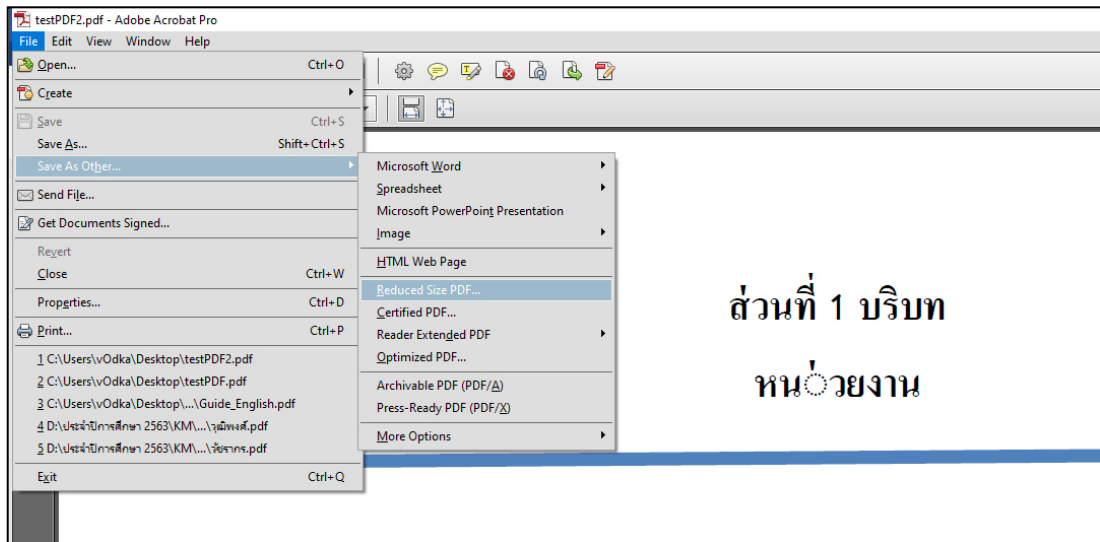 testPDF2.pdf - Adobe Acrobat Pro
File Edit View Window Help
Open... Ctrl+O
Create
Save Ctrl+S
Save As... Shift+Ctrl+S
Save As Other...
Send File...
Get Documents Signed...
Revert
Close Ctrl+W
Properties... Ctrl+D
Print... Ctrl+P
1 C:\Users\vOdka\Desktop\testPDF2.pdf
2 C:\Users\vOdka\Desktop\testPDF.pdf
3 C:\Users\vOdka\Desktop\...\Guide_English.pdf
4 D:\ประจำปีการศึกษา 2563\KM\...\วุฒิพงศ์.pdf
5 D:\ประจำปีการศึกษา 2563\KM\...\วัชรากร.pdf
Exit Ctrl+Q
Microsoft Word
Spreadsheet
Microsoft PowerPoint Presentation
Image
HTML Web Page
Reduced Size PDF...
Certified PDF...
Reader Extended PDF
Optimized PDF...
Archivable PDF (PDF/A)
Press-Ready PDF (PDF/X)
More Options
ส่วนที่ 1 บริบท
หน◌่วยงาน